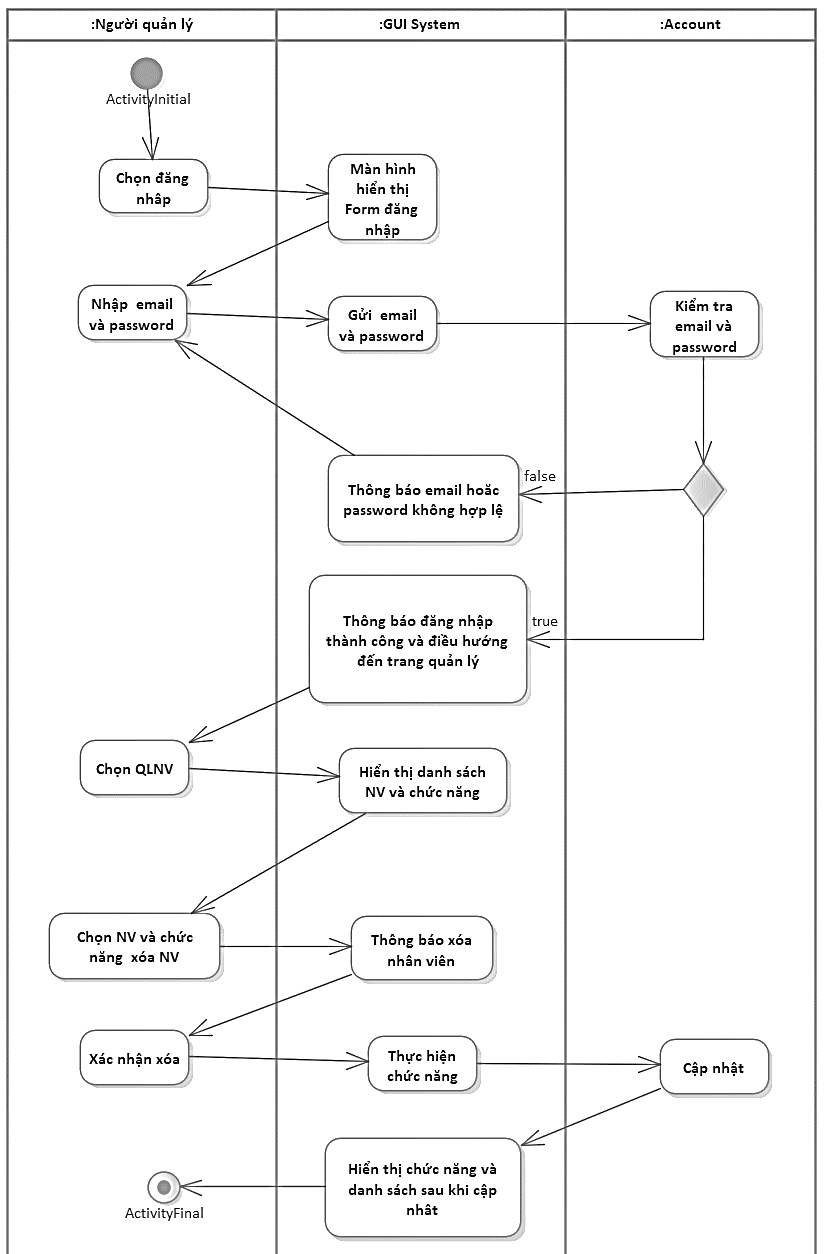 :Người quản lý
:GUI System
:Account
ActivityInitial
Chọn đăng
nhâp
Màn hình
hiển thị
Form đăng
nhập
Nhập email
và password
Gửi email
và password
Kiểm tra
email và
password
false
Thông báo email hoăc
password không hợp lệ
true
Thông báo đăng nhập
thành công và điều hướng
đến trang quản lý
Chọn QLNV
Hiển thị danh sách
NV và chức năng
Chọn NV và chức
năng xóa NV
Thông báo xóa
nhân viên
Xác nhận xóa
Thực hiện
chức năng
Cập nhật
Hiển thị chức năng và
danh sách sau khi cập
nhât
ActivityFinal